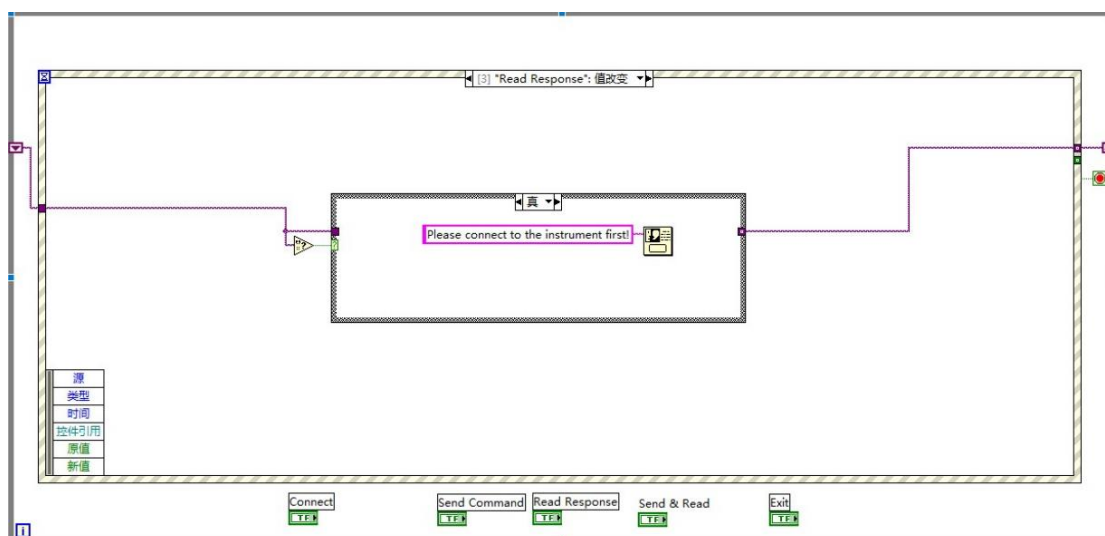 [3] "Read Response": 值改变
真
Please connect to the instrument first!
?
?
源
类型
时间
控件引用
原值
新值
Connect
Send Command
Read Response
Send & Read
Exit
TF
TF
TF
TF
TF
i